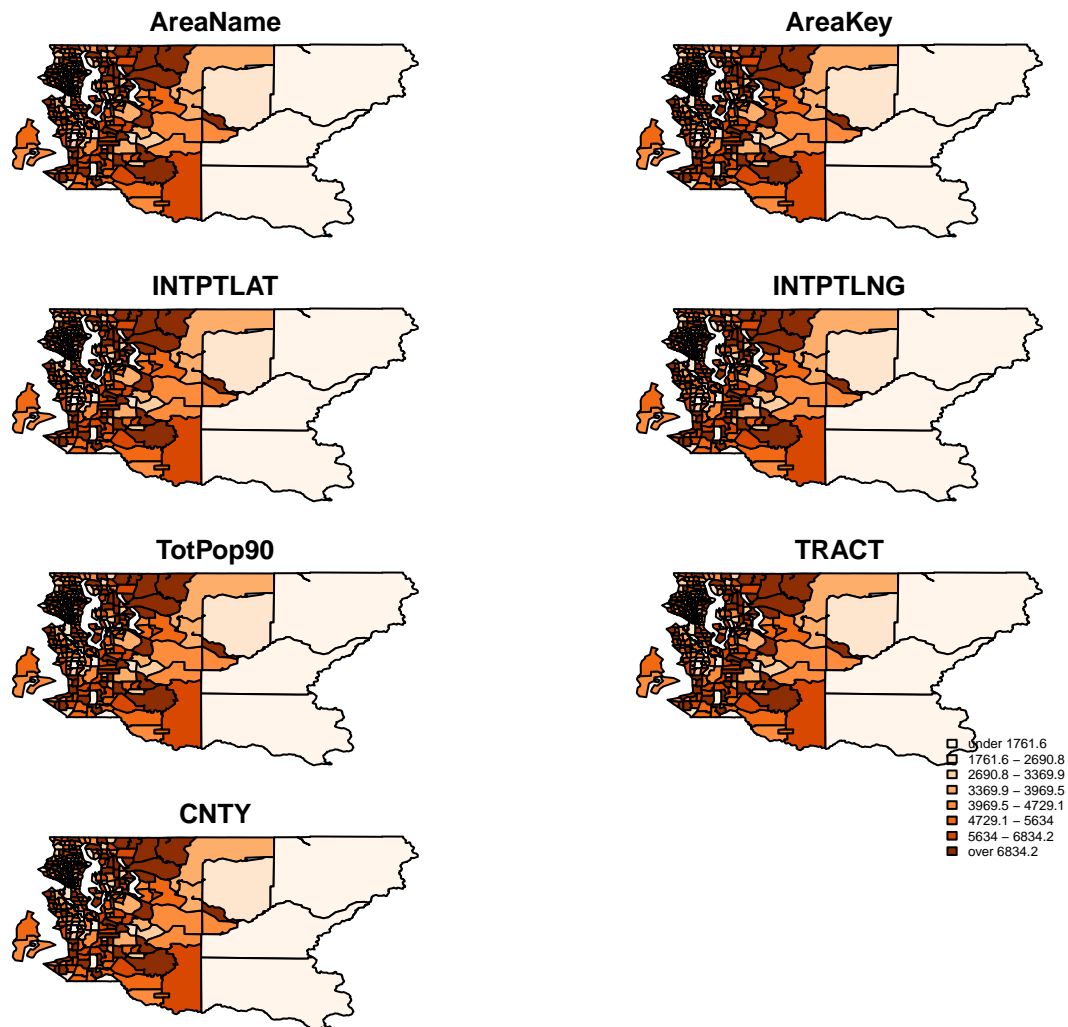 AreaName
AreaKey
INTPTLAT
INTPTLNG
TotPop90
TRACT
under 1761.6
1761.6 − 2690.8
2690.8 − 3369.9
3369.9 − 3969.5
3969.5 − 4729.1
4729.1 − 5634
5634 − 6834.2
over 6834.2
CNTY